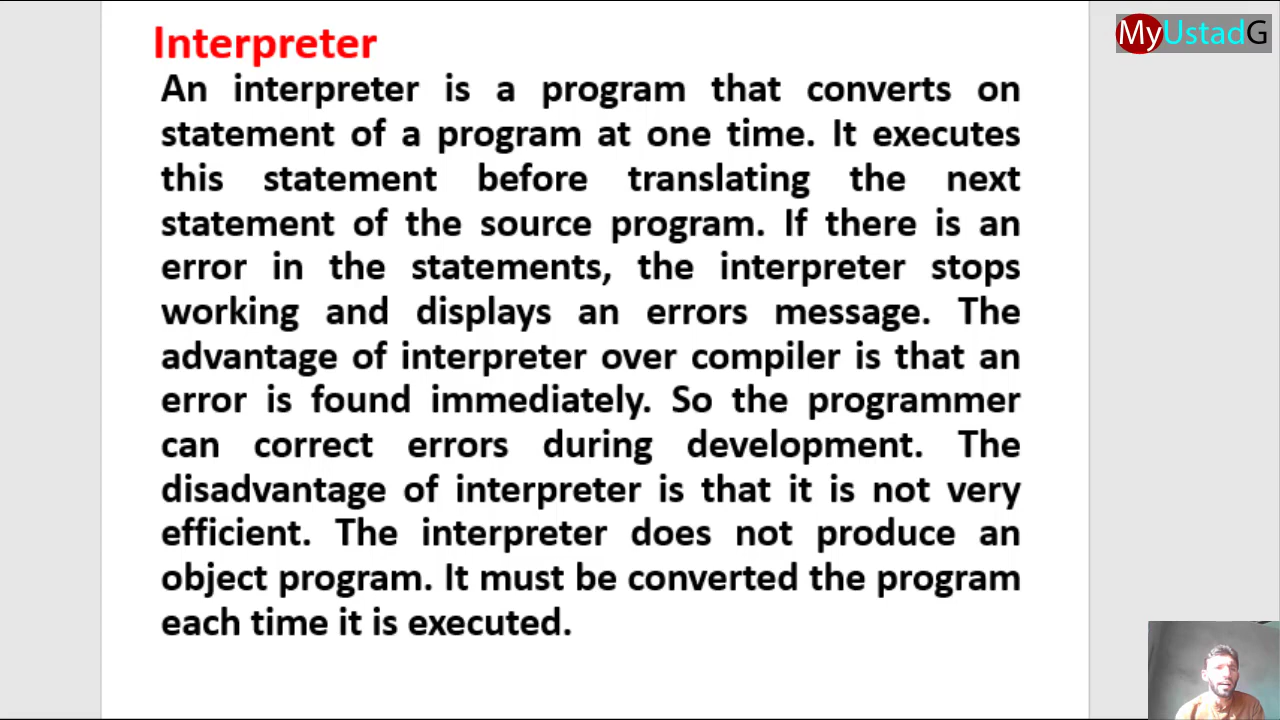 Interpreter
MyUstadG
An interpreter is a program that converts on
statement of a program at one time. It executes
this statement before translating the next
statement of the source program. If there is an
error in the statements, the interpreter stops
working and displays an errors message. The
advantage of interpreter over compiler is that an
error is found immediately. So the programmer
can correct errors during development. The
disadvantage of interpreter is that it is not very
efficient. The interpreter does not produce an
object program. It must be converted the program
each time it is executed.